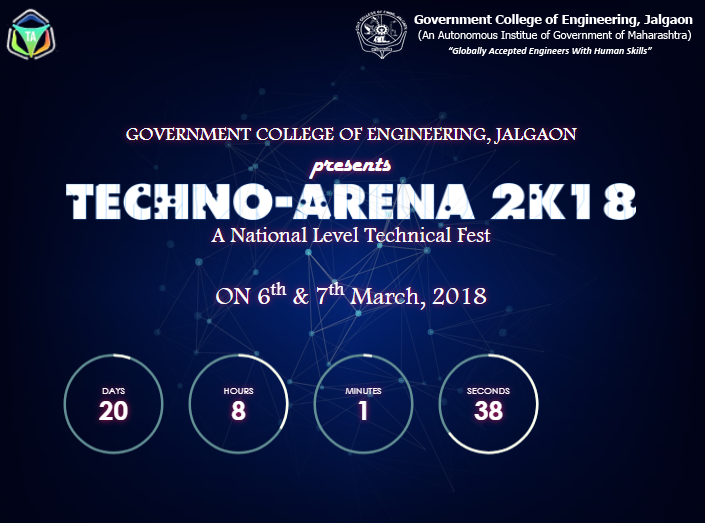 TA
Government College of Engineering, Jalgaon
(An Autonomous Institue of Government of Maharashtra)
"Globally Accepted Engineers With Human Skills"
GOVERNMENT COLLEGE OF ENGINEERING, JALGAON
presents
TECHNO-ARENA 2K18
A National Level Technical Fest
ON 6th & 7th March, 2018
DAYS
20
HOURS
8
MINUTES
1
SECONDS
38